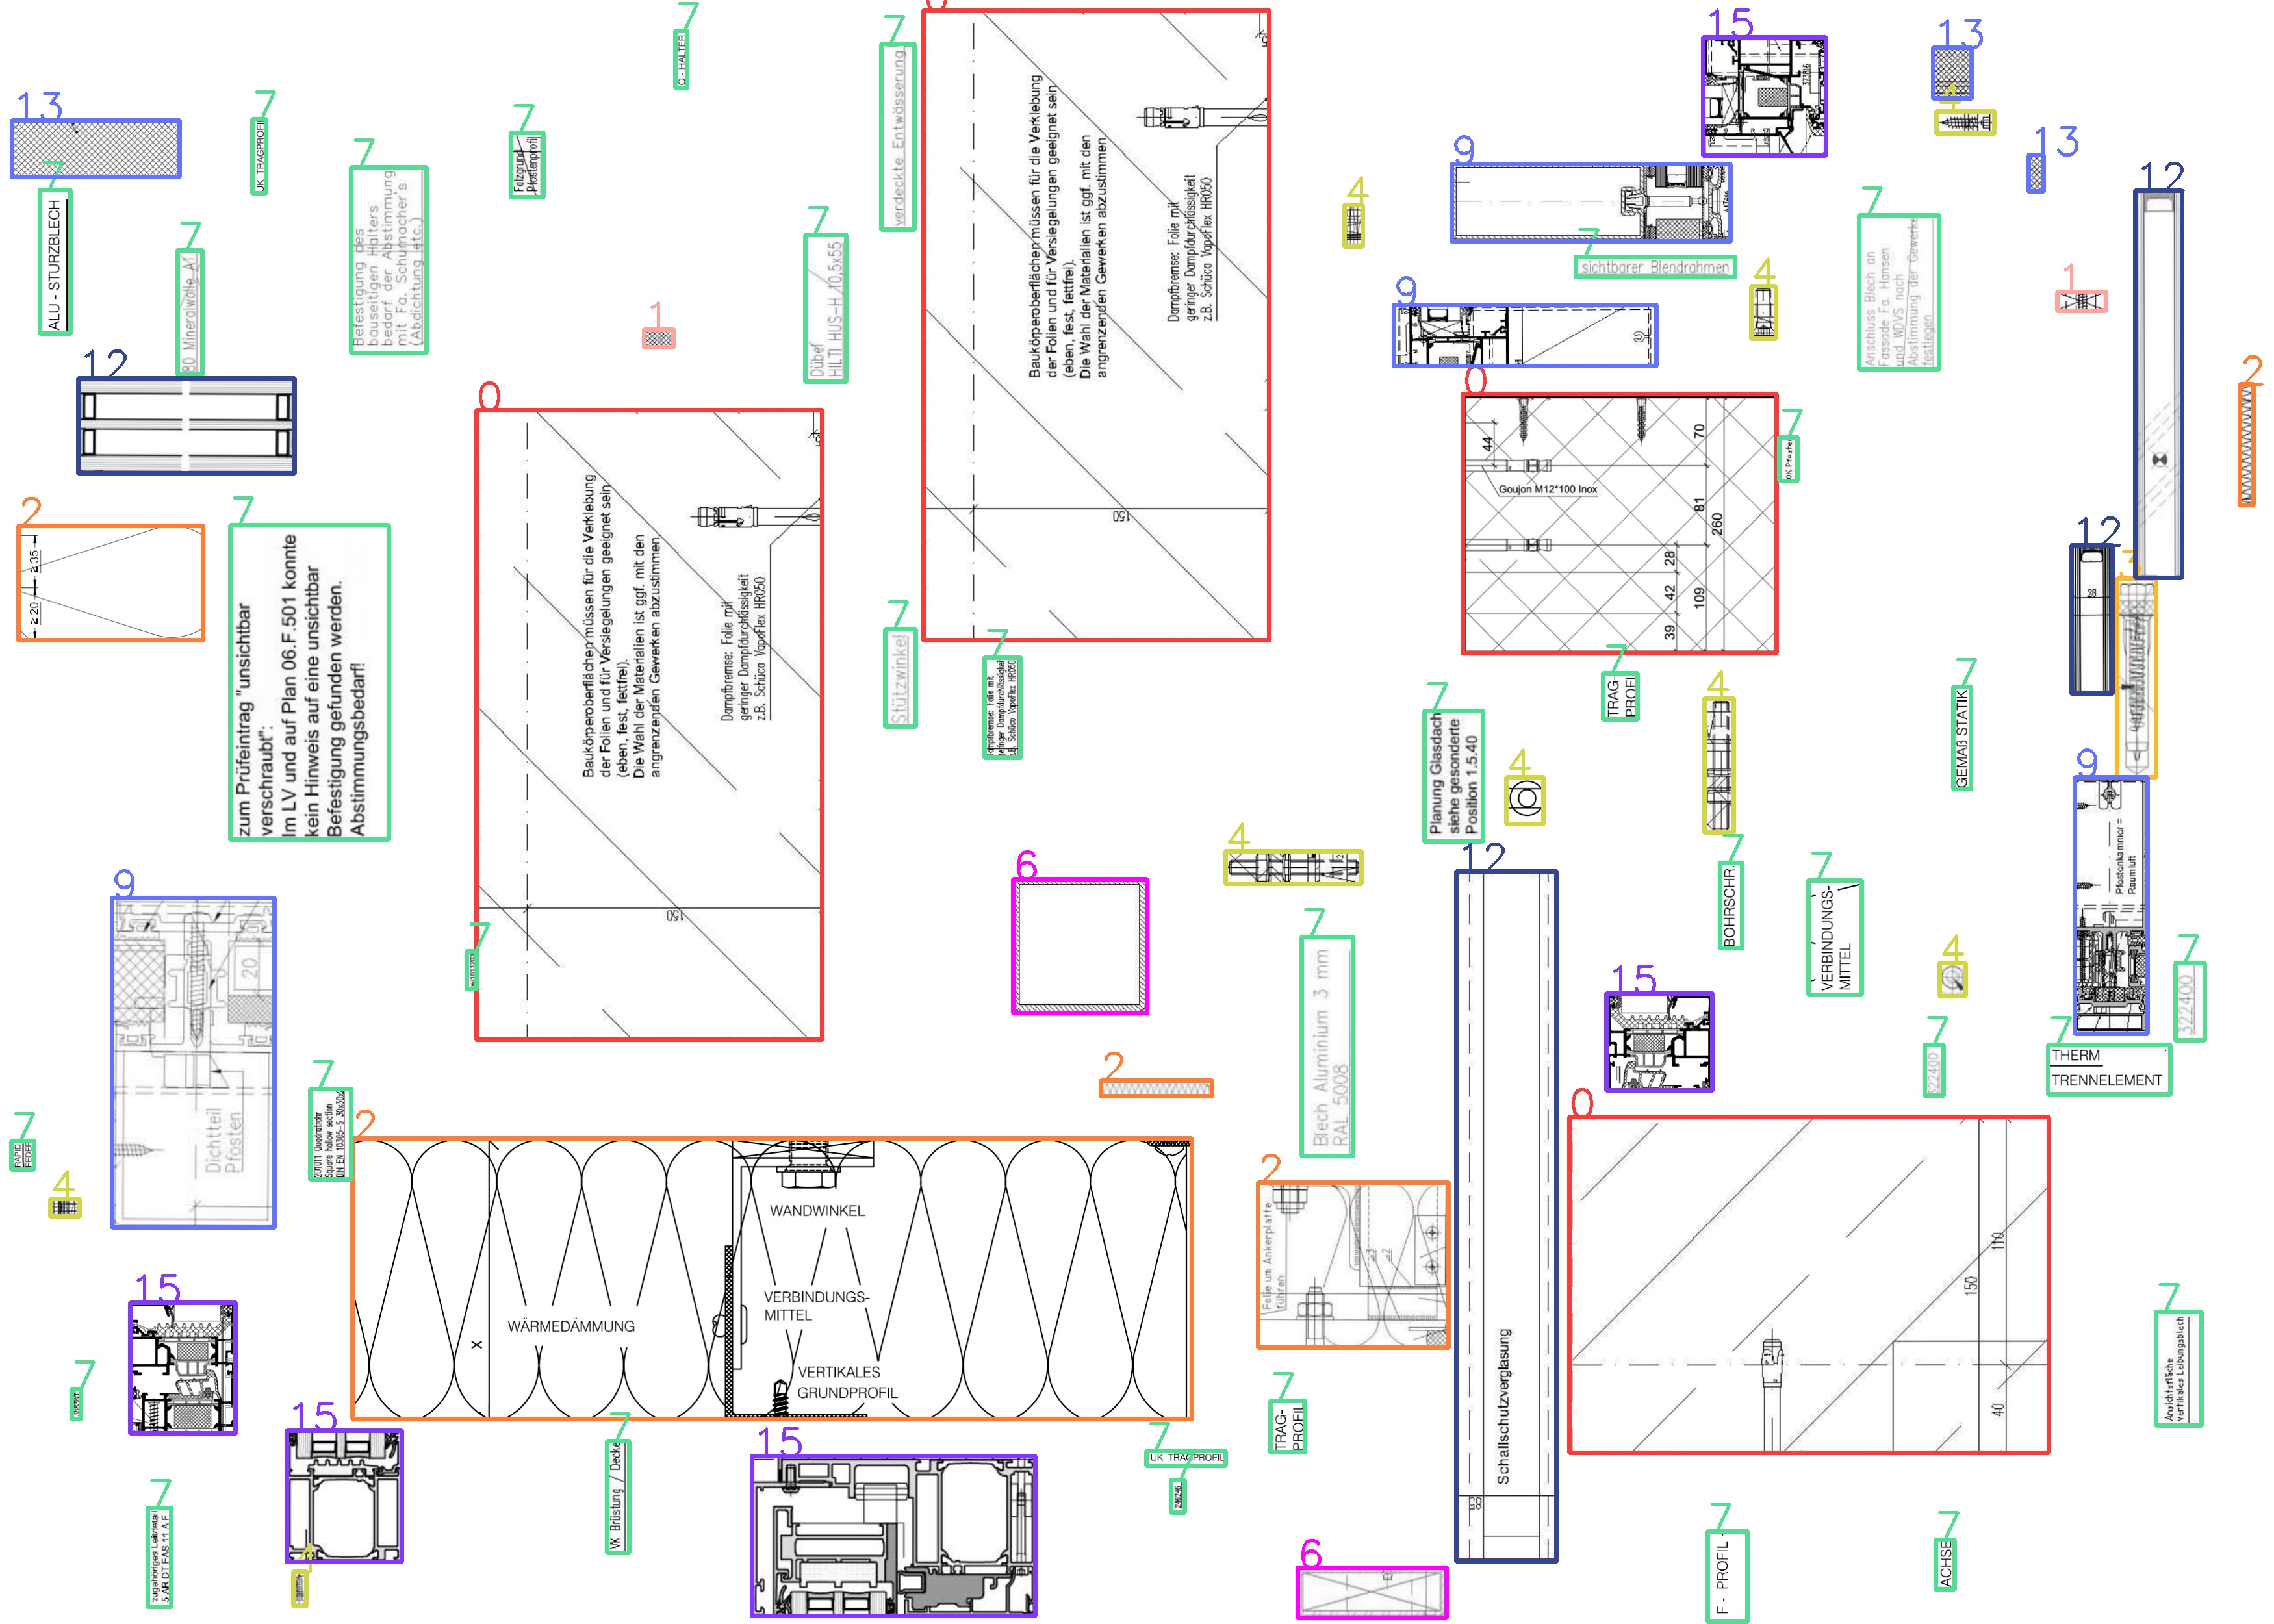 7
Q - HALTER
7
verdeckte Entwässerung
0
Baukörperoberflächen müssen für die Verklebung
der Folien und für Versiegelungen geeignet sein
(eben, fest, fettfrei).
Die Wahl der Materialien ist ggf. mit den
angrenzenden Gewerken abzustimmen.
Dampfbremse: Folie mit
geringer Dampfdurchlässigkeit
z.B. Schüco VapoFlex HR050
150
15
13
4
13
13
7
UK TRAGPROFIL
7
Falzgrund
Pfostenprofil
7
ALU - STURZBLECH
7
80 Mineralwolle A1
7
Befestigung des
bauseitigen Halters
bedarf der Abstimmung
mit Fa. Schumacher's
(Abdichtung etc.)
1
7
Dübel
HILTI HUS-H 10,5x55
4
9
7
sichtbarer Blendrahmen
4
9
7
Anschluss Blech an
Fassade Fa. Hansen
und WDVS nach
Abstimmung der Gewerke
festlegen
1
12
2
12
0
Baukörperoberflächen müssen für die Verklebung
der Folien und für Versiegelungen geeignet sein
(eben, fest, fettfrei).
Die Wahl der Materialien ist ggf. mit den
angrenzenden Gewerken abzustimmen.
Dampfbremse: Folie mit
geringer Dampfdurchlässigkeit
z.B. Schüco VapoFlex HR050
150
0
44
70
Goujon M12*100 Inox
81
260
28
42
109
39
7
OK Pfosten
2
≥ 35
≥ 20
7
zum Prüfeintrag "unsichtbar
verschraubt":
Im LV und auf Plan 06.F.501 konnte
kein Hinweis auf eine unsichtbar
Befestigung gefunden werden.
Abstimmungsbedarf!
12
28
7
Stützwinkel
7
Dampfbremse: Folie mit
geringer Dampfdurchlässigkeit
z.B. Schüco VapoFlex HR050
7
TRAG-
PROFIL
4
7
GEMÄß STATIK
7
Planung Glasdach
siehe gesonderte
Position 1.5.40
4
9
Pfostenkammer =
Raumluft
4
6
12
Schallschutzverglasung
7
BOHRSCHR.
7
VERBINDUNGS-
MITTEL
9
20
Dichtteil
Pfosten
7
7
Blech Aluminium 3 mm
RAL 5008
4
7
322400
15
7
322400
7
THERM.
TRENNELEMENT
7
201011 Quadratrohr
Square hollow section
DIN EN 10305-5
2
7
RAPID
FEDER
4
2
WANDWINKEL
VERBINDUNGS-
MITTEL
WÄRMEDÄMMUNG
X
VERTIKALES
GRUNDPROFIL
2
Folie um Ankerplatte
führen
0
110
150
40
7
Ansichtsfläche
vertikales Leibungsblech
15
7
15
7
VK Brüstung / Decke
15
7
UK TRAGPROFIL
246246
7
TRAG-
PROFIL
7
zugehöriges Leitdetail
5.AR.DT.FAS.11.A.F
4
6
7
F - PROFIL
7
ACHSE